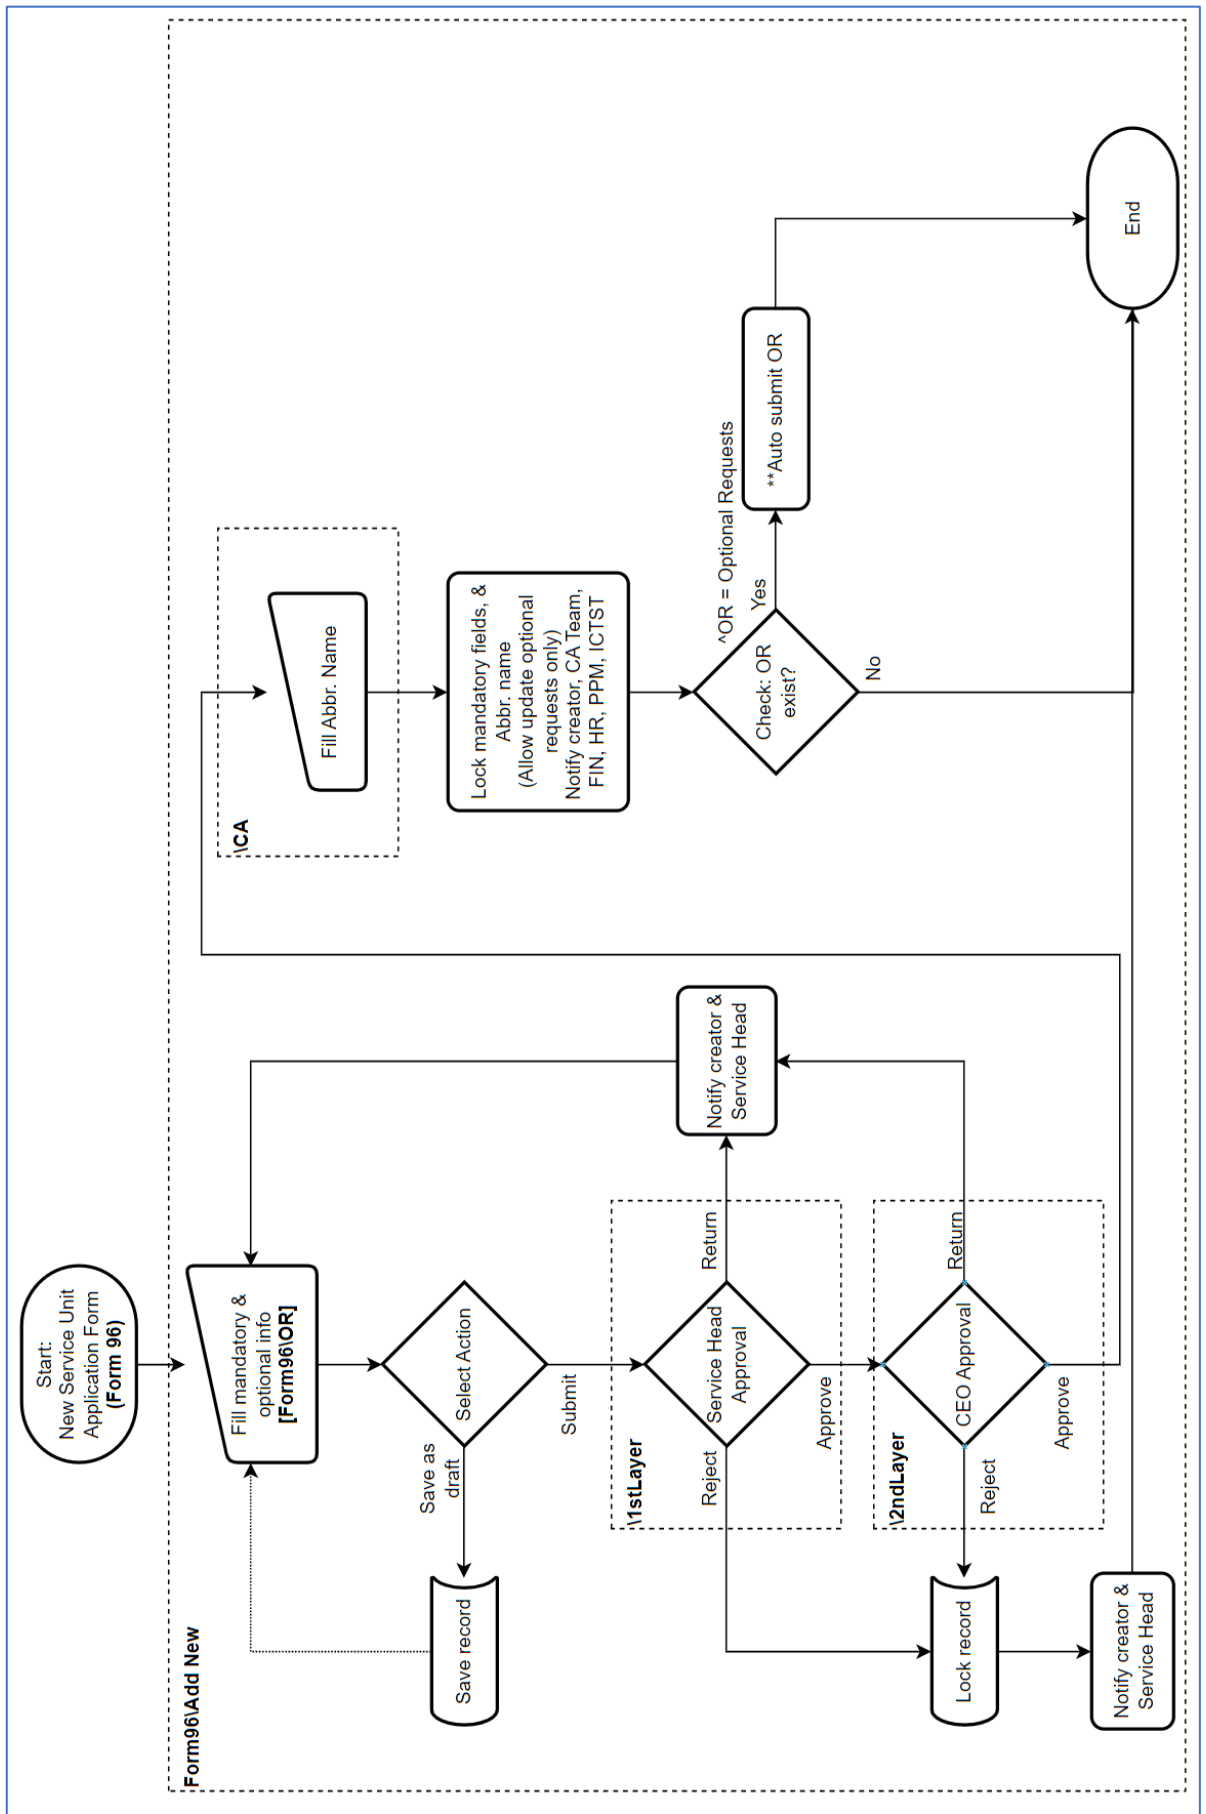 Start:
New Service Unit
Application Form
(Form 96)
Form96\Add New
Fill mandatory &
optional info
[Form96\OR]
Select Action
Save as
draft
Save record
Submit
\1stLayer
Service Head
Approval
Reject
Return
Approve
Notify creator &
Service Head
\2ndLayer
CEO Approval
Reject
Return
Approve
Lock record
Notify creator &
Service Head
\CA
Fill Abbr. Name
Lock mandatory fields, &
Abbr. name
(Allow update optional
requests only)
Notify creator, CA Team,
FIN, HR, PPM, ICTST
^OR = Optional Requests
Check: OR
exist?
Yes
No
**Auto submit OR
End